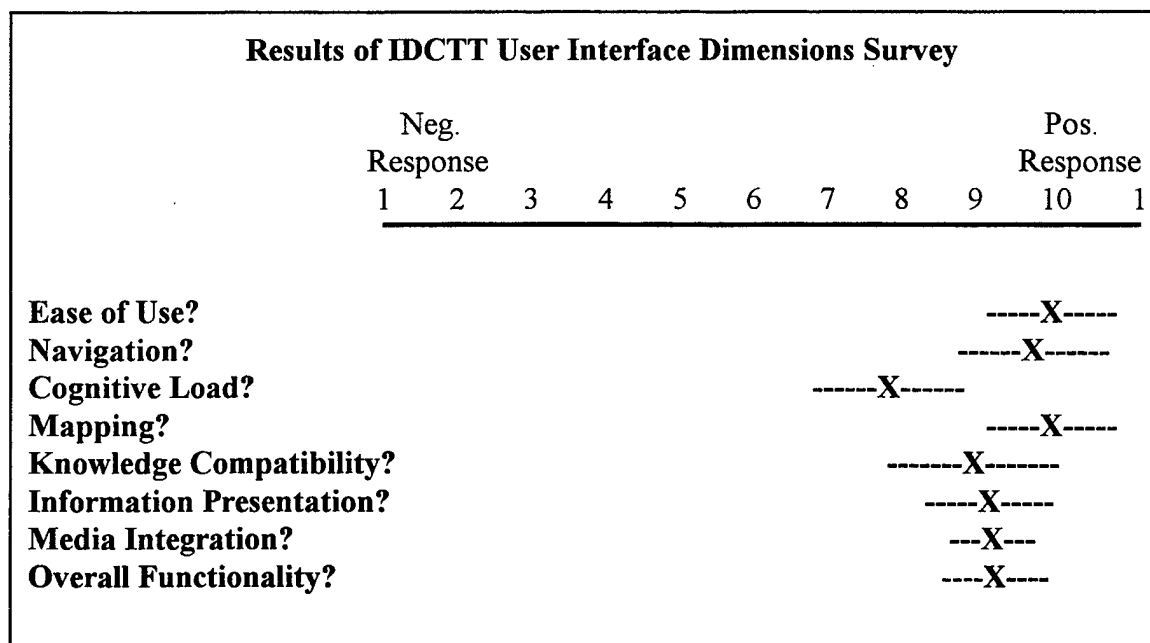 Results of IDCTT User Interface Dimensions Survey
Neg. Pos.
Response Response
1 2 3 4 5 6 7 8 9 10 1
Ease of Use? -----X-----
Navigation? ------X------
Cognitive Load? ------X------
Mapping? -----X-----
Knowledge Compatibility? -------X-------
Information Presentation? -----X-----
Media Integration? ---X---
Overall Functionality? ----X----